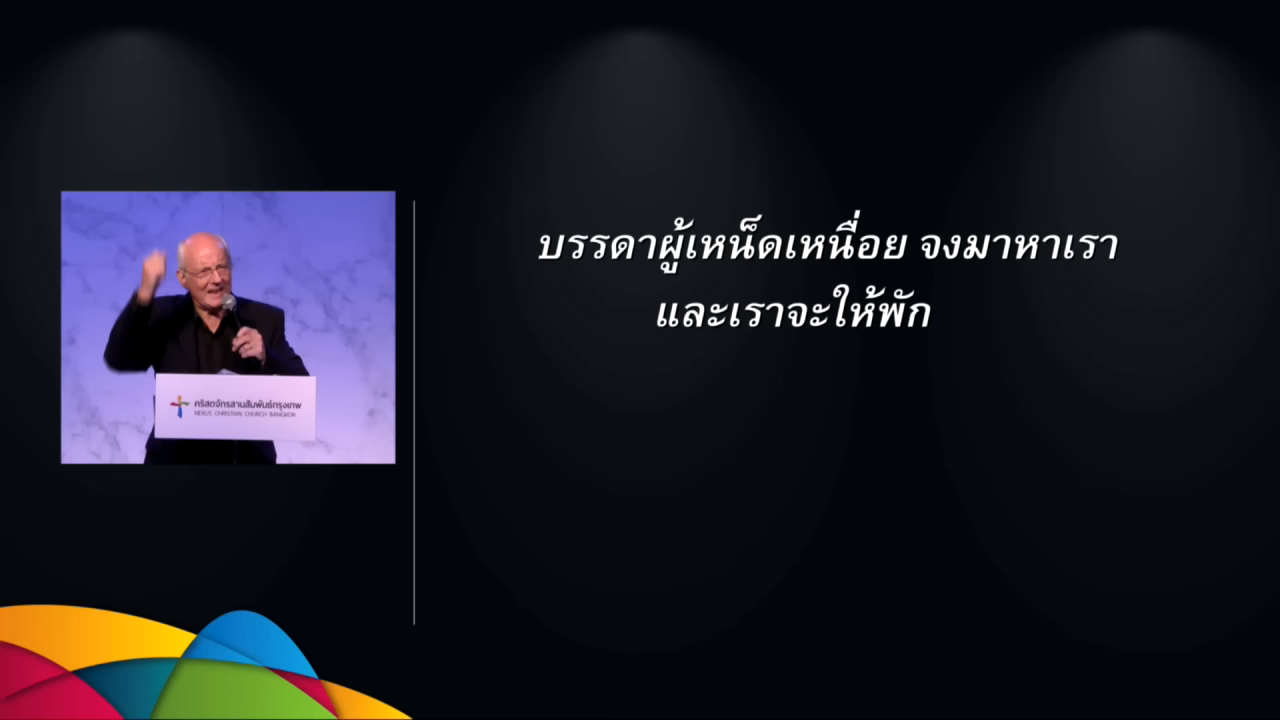 บรรดาผู้เหน็ดเหนื่อย จงมาหาเรา
และเราจะให้พัก
คริสตจักรสานสัมพันธ์กรุงเทพ
NEXUS CHRISTIAN CHURCH BANGKOK